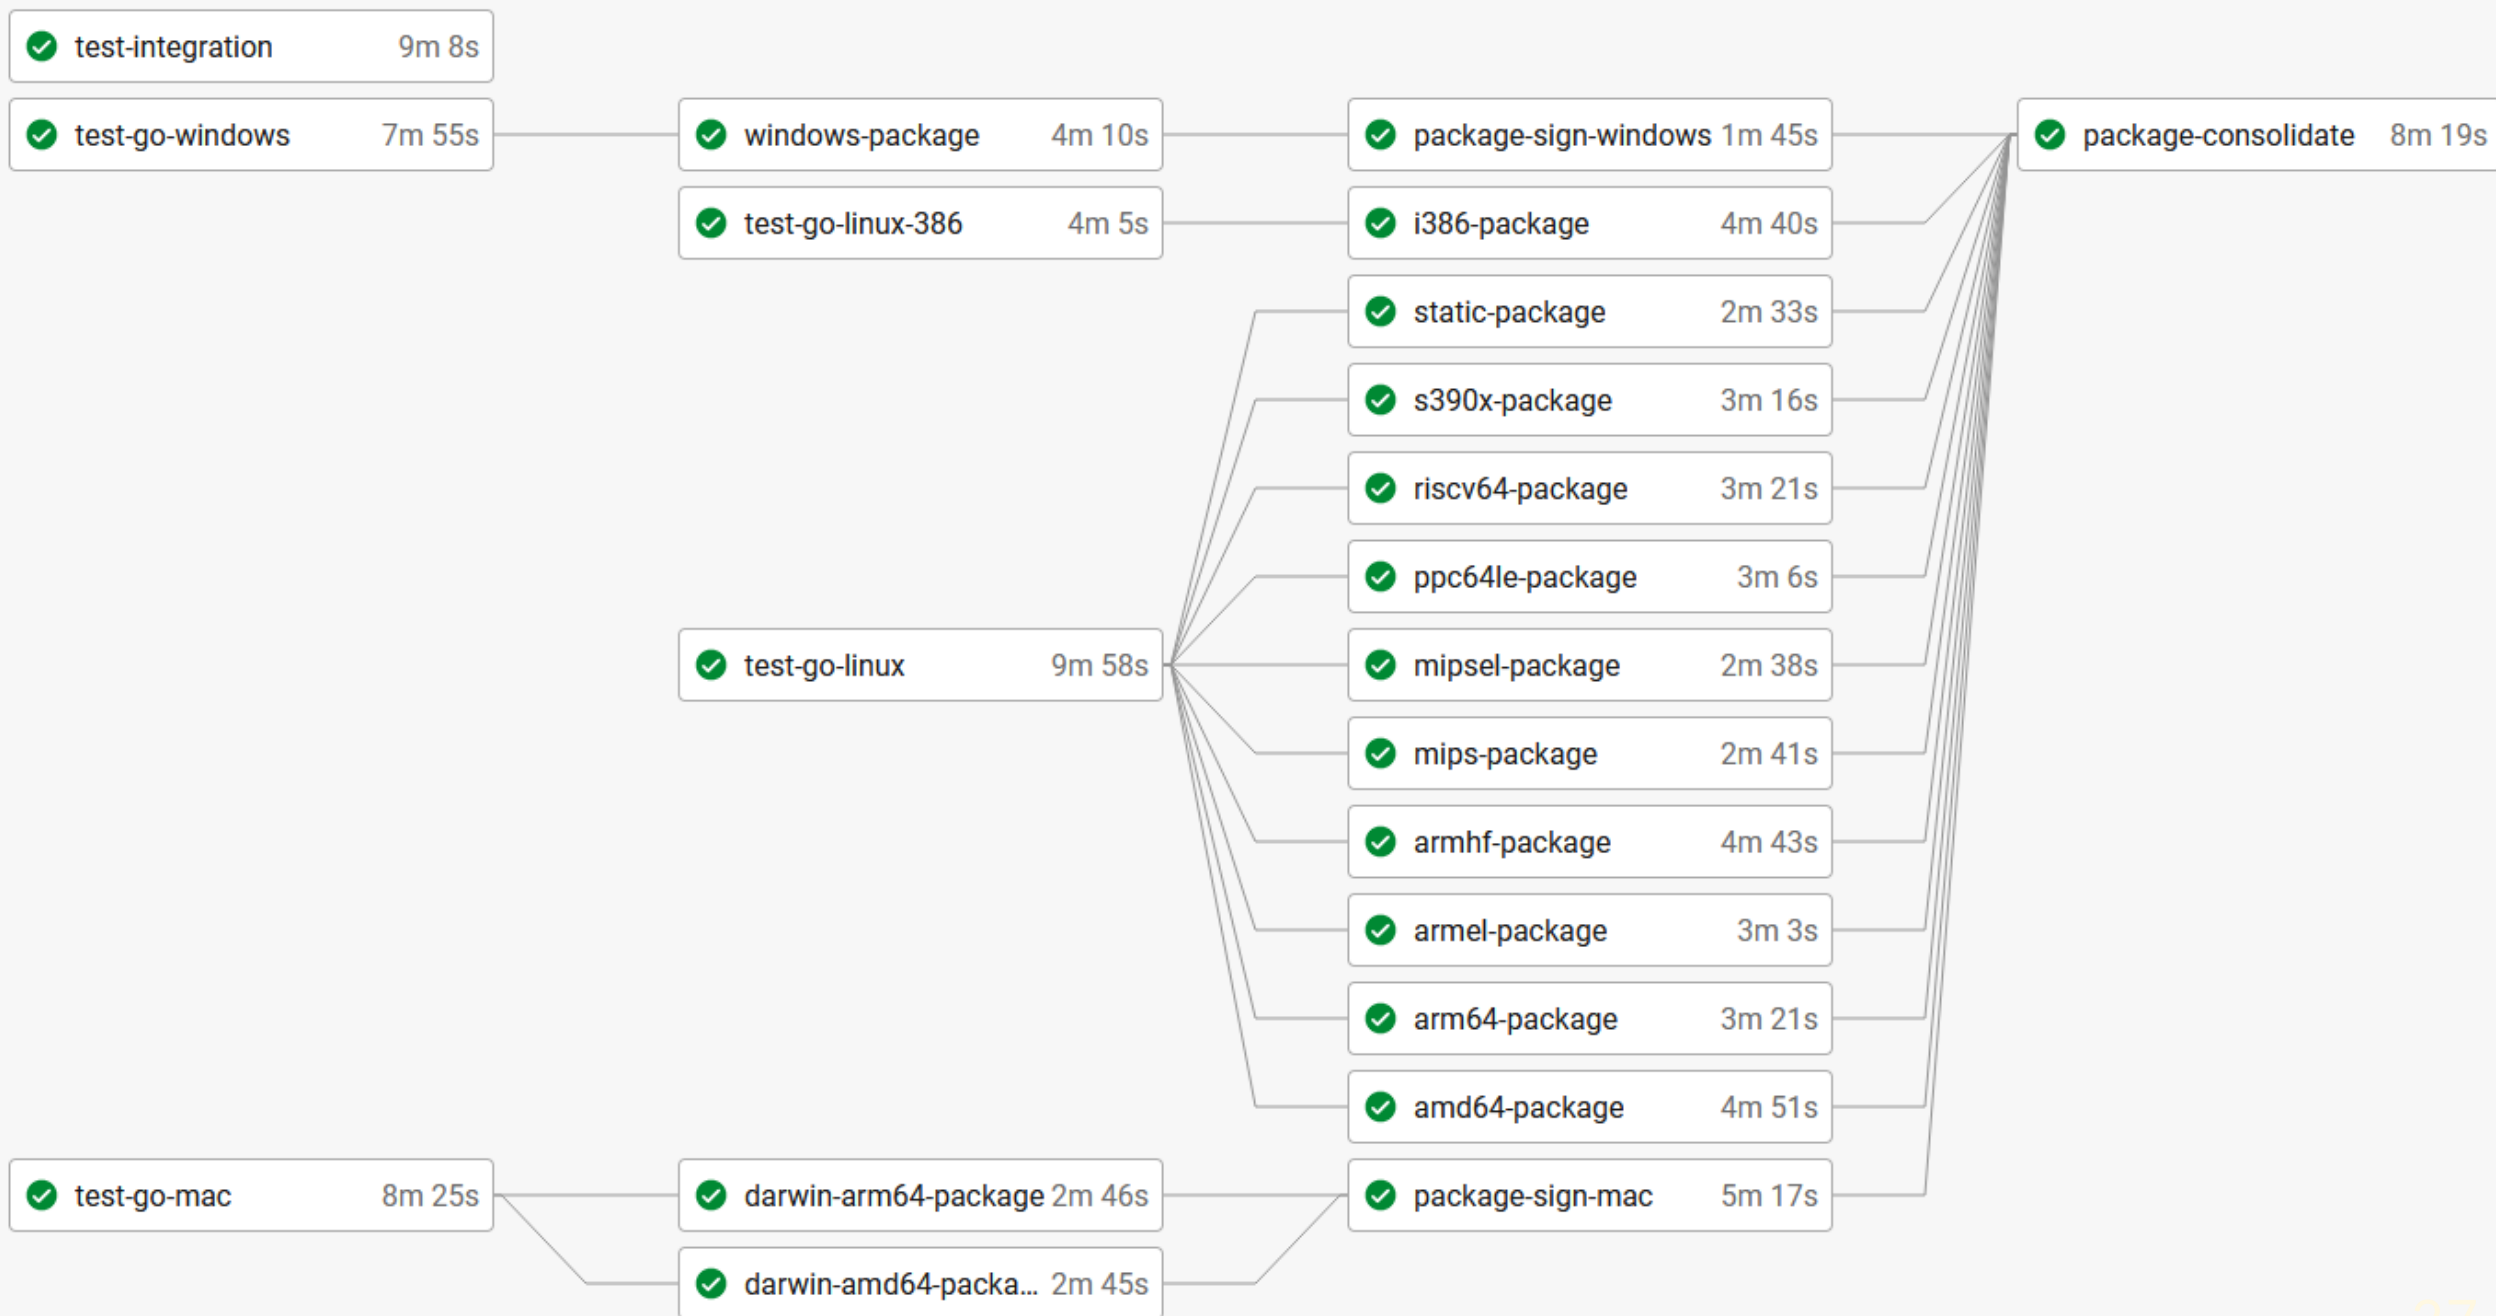 test-integration 9m 8s
test-go-windows 7m 55s
windows-package 4m 10s
package-sign-windows 1m 45s
package-consolidate 8m 19s
test-go-linux-386 4m 5s
i386-package 4m 40s
static-package 2m 33s
s390x-package 3m 16s
riscv64-package 3m 21s
ppc64le-package 3m 6s
test-go-linux 9m 58s
mipsel-package 2m 38s
mips-package 2m 41s
armhf-package 4m 43s
armel-package 3m 3s
arm64-package 3m 21s
amd64-package 4m 51s
test-go-mac 8m 25s
darwin-arm64-package 2m 46s
package-sign-mac 5m 17s
darwin-amd64-packa... 2m 45s